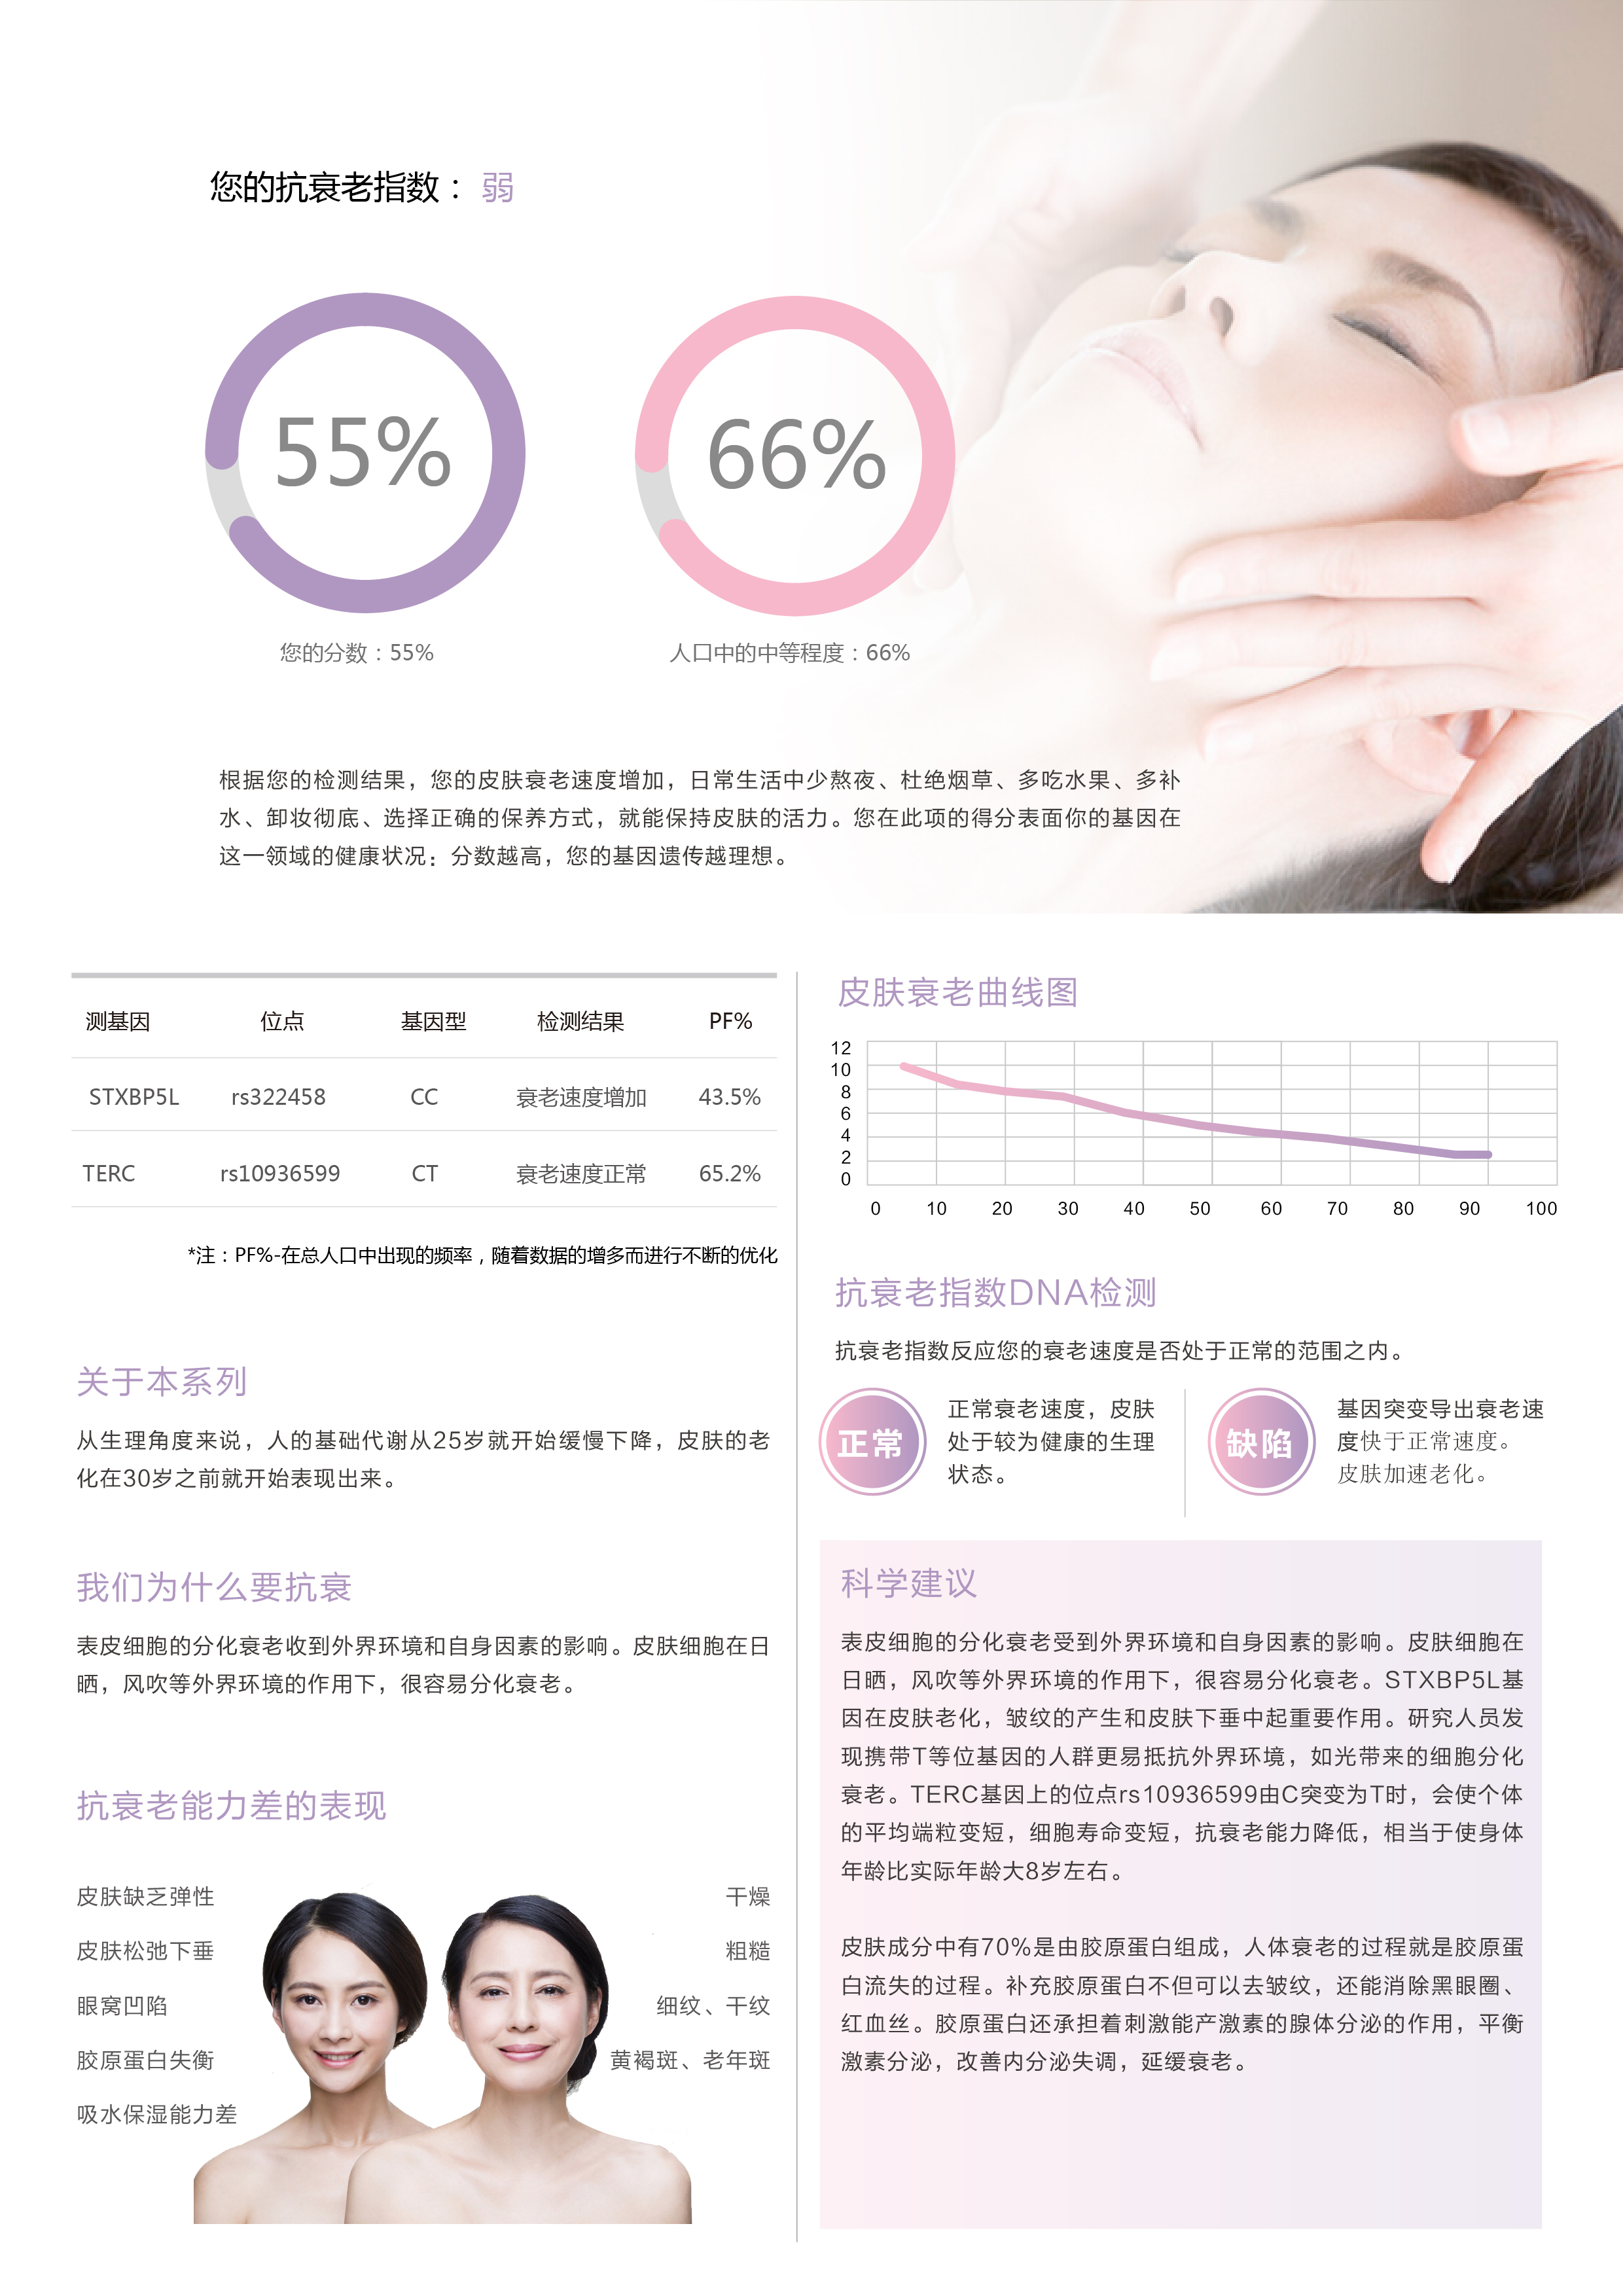 您的抗衰老指数： 弱
55%
66%
您的分数：55%
人口中的中等程度：66%
根据您的检测结果，您的皮肤衰老速度增加，日常生活中少熬夜、杜绝烟草、多吃水果、多补
水、卸妆彻底、选择正确的保养方式，就能保持皮肤的活力。您在此项的得分表面你的基因在
这一领域的健康状况：分数越高，您的基因遗传越理想。
测基因 位点 基因型 检测结果 PF%
STXBP5L rs322458 CC 衰老速度增加 43.5%
TERC rs10936599 CT 衰老速度正常 65.2%
*注：PF%-在总人口中出现的频率，随着数据的增多而进行不断的优化
关于本系列
从生理角度来说，人的基础代谢从25岁就开始缓慢下降，皮肤的老
化在30岁之前就开始表现出来。
我们为什么要抗衰
表皮细胞的分化衰老收到外界环境和自身因素的影响。皮肤细胞在日
晒，风吹等外界环境的作用下，很容易分化衰老。
抗衰老能力差的表现
皮肤缺乏弹性
皮肤松弛下垂
眼窝凹陷
胶原蛋白失衡
吸水保湿能力差
干燥
粗糙
细纹、干纹
黄褐斑、老年斑
皮肤衰老曲线图
12
10
8
6
4
2
0
0 10 20 30 40 50 60 70 80 90 100
抗衰老指数DNA检测
抗衰老指数反应您的衰老速度是否处于正常的范围之内。
正常
正常衰老速度，皮肤
处于较为健康的生理
状态。
缺陷
基因突变导出衰老速
度快于正常速度。
皮肤加速老化。
科学建议
表皮细胞的分化衰老受到外界环境和自身因素的影响。皮肤细胞在
日晒，风吹等外界环境的作用下，很容易分化衰老。STXBP5L基
因在皮肤老化，皱纹的产生和皮肤下垂中起重要作用。研究人员发
现携带T等位基因的人群更易抵抗外界环境，如光带来的细胞分化
衰老。TERC基因上的位点rs10936599由C突变为T时，会使个体
的平均端粒变短，细胞寿命变短，抗衰老能力降低，相当于使身体
年龄比实际年龄大8岁左右。
皮肤成分中有70%是由胶原蛋白组成，人体衰老的过程就是胶原蛋
白流失的过程。补充胶原蛋白不但可以去皱纹，还能消除黑眼圈、
红血丝。胶原蛋白还承担着刺激能产激素的腺体分泌的作用，平衡
激素分泌，改善内分泌失调，延缓衰老。